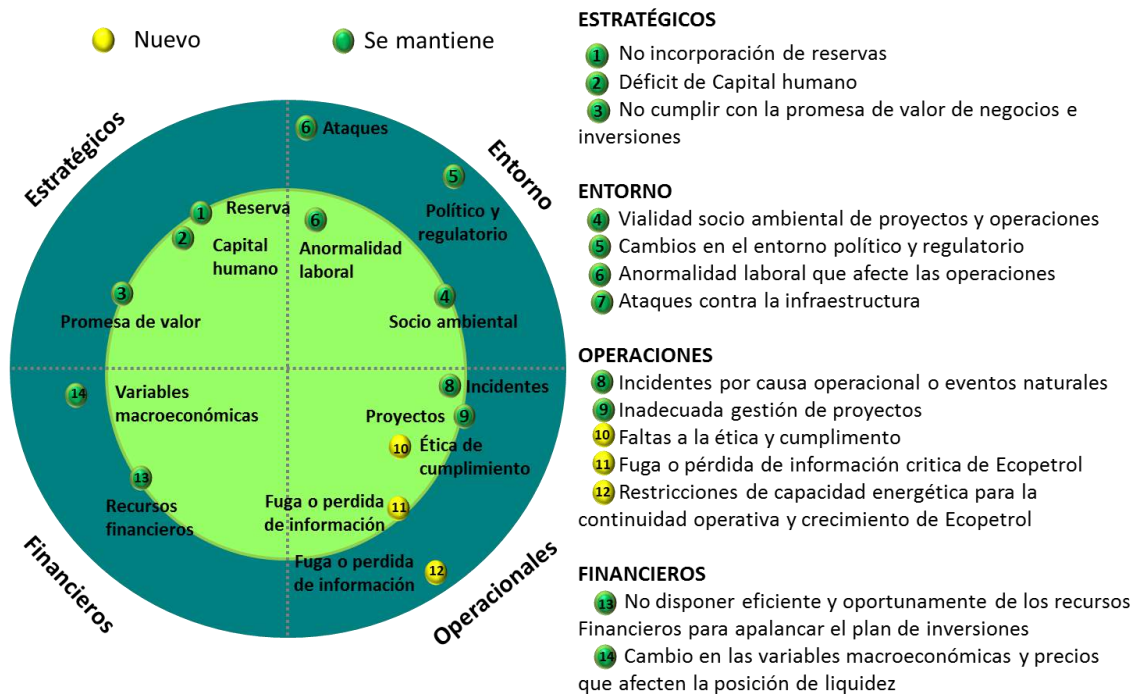 Nuevo
Se mantiene
Estratégicos
Entorno
6 Ataques
5
Político y
regulatorio
1 Reserva
2 Capital
humano
6
Anormalidad
laboral
3
Promesa de valor
4
Socio ambiental
14 Variables
macroeconómicas
8 Incidentes
Proyectos 9
10 Ética de
cumplimiento
13
Recursos
financieros
Fuga o perdida
de información 11
Fuga o perdida
de información 12
Financieros
Operacionales
ESTRATÉGICOS
1 No incorporación de reservas
2 Déficit de Capital humano
3 No cumplir con la promesa de valor de negocios e
inversiones
ENTORNO
4 Vialidad socio ambiental de proyectos y operaciones
5 Cambios en el entorno político y regulatorio
6 Anormalidad laboral que afecte las operaciones
7 Ataques contra la infraestructura
OPERACIONES
8 Incidentes por causa operacional o eventos naturales
9 Inadecuada gestión de proyectos
10 Faltas a la ética y cumplimento
11 Fuga o pérdida de información critica de Ecopetrol
12 Restricciones de capacidad energética para la
continuidad operativa y crecimiento de Ecopetrol
FINANCIEROS
13 No disponer eficiente y oportunamente de los recursos
Financieros para apalancar el plan de inversiones
14 Cambio en las variables macroeconómicas y precios
que afecten la posición de liquidez